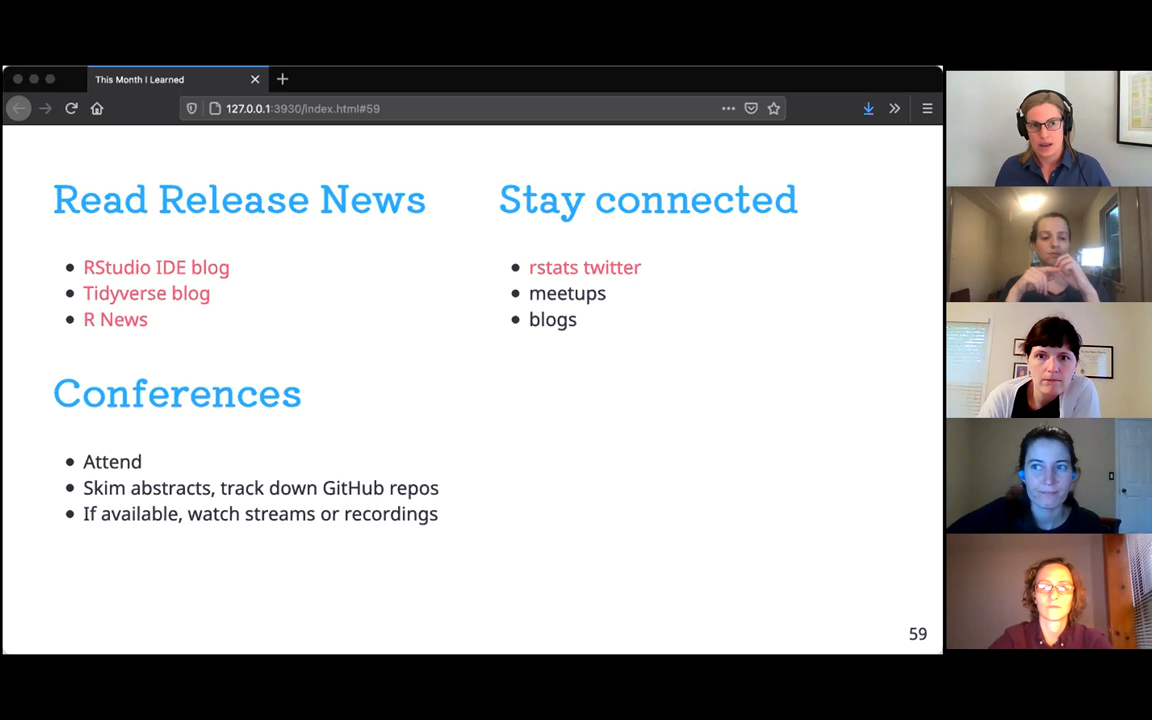 This Month I Learned
127.0.0.1:3930/index.html#59
Read Release News
RStudio IDE blog
Tidyverse blog
R News
Stay connected
rstats twitter
meetups
blogs
Conferences
Attend
Skim abstracts, track down GitHub repos
If available, watch streams or recordings
59